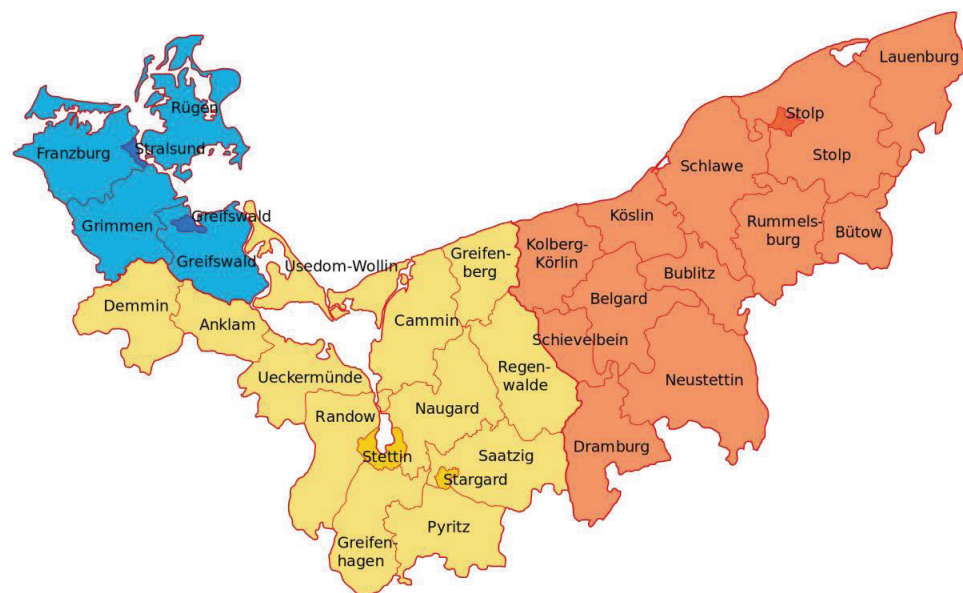 Lauenburg
Rügen
Stolp
Franzburg
Stralsund
Stolp
Schlawe
Greifswald
Köslin
Grimmen
Rummels-
burg
Bütow
Kolberg-
Körlin
Greifen-
berg
Greifswald
Usedom-Wollin
Bublitz
Demmin
Belgard
Anklam
Cammin
Schievelbein
Regen-
walde
Ueckermünde
Neustettin
Naugard
Randow
Dramburg
Stettin
Saatzig
Stargard
Pyritz
Greifen-
hagen